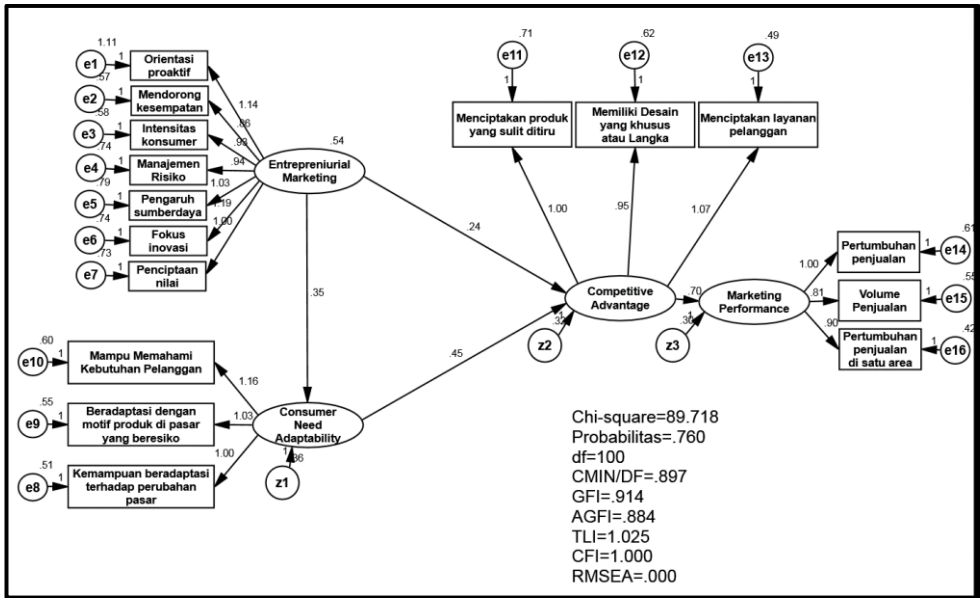 1.11
e1
1
Orientasi
proaktif
.57
e2
1
Mendorong
kesempatan
.58
e3
1
Intensitas
konsumer
.74
e4
1
Manajemen
Risiko
.79
e5
1
Pengaruh
sumberdaya
.74
e6
1
Fokus
inovasi
.73
e7
1
Penciptaan
nilai
1.14
.86
.93
.94
1.03
1.19
1.00
.54
Entrepreniurial
Marketing
.71
e11
1
.62
e12
1
.49
e13
1
Menciptakan produk
yang sulit ditiru
Memiliki Desain
yang khusus
atau Langka
Menciptakan layanan
pelanggan
1.00
.95
1.07
.24
.35
.45
Competitive
Advantage
.70
Marketing
Performance
1
.32
z2
1
.30
z3
1.00
.81
.90
Pertumbuhan
penjualan
1
.61
e14
Volume
Penjualan
1
.55
e15
Pertumbuhan
penjualan
di satu area
1
.42
e16
.60
e10
1
Mampu Memahami
Kebutuhan Pelanggan
.55
e9
1
Beradaptasi dengan
motif produk di pasar
yang beresiko
.51
e8
1
Kemampuan beradaptasi
terhadap perubahan
pasar
1.16
1.03
1.00
Consumer
Need
Adaptability
1
.36
z1
Chi-square=89.718
Probabilitas=.760
df=100
CMIN/DF=.897
GFI=.914
AGFI=.884
TLI=1.025
CFI=1.000
RMSEA=.000